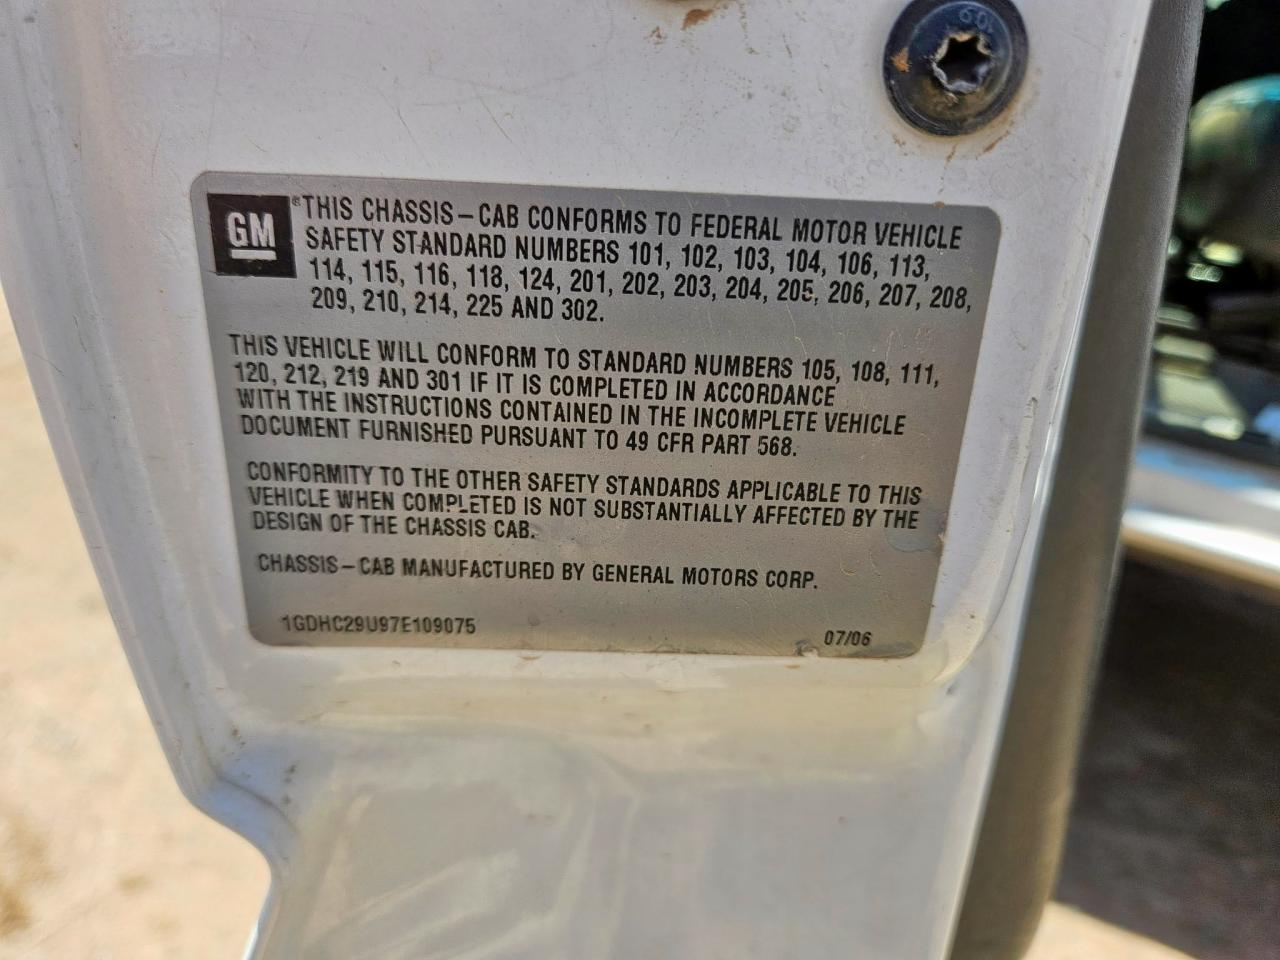 60
GM
®THIS CHASSIS–CAB CONFORMS TO FEDERAL MOTOR VEHICLE
SAFETY STANDARD NUMBERS 101, 102, 103, 104, 106, 113,
114, 115, 116, 118, 124, 201, 202, 203, 204, 205, 206, 207, 208,
209, 210, 214, 225 AND 302.
THIS VEHICLE WILL CONFORM TO STANDARD NUMBERS 105, 108, 111,
120, 212, 219 AND 301 IF IT IS COMPLETED IN ACCORDANCE
WITH THE INSTRUCTIONS CONTAINED IN THE INCOMPLETE VEHICLE
DOCUMENT FURNISHED PURSUANT TO 49 CFR PART 568.
CONFORMITY TO THE OTHER SAFETY STANDARDS APPLICABLE TO THIS
VEHICLE WHEN COMPLETED IS NOT SUBSTANTIALLY AFFECTED BY THE
DESIGN OF THE CHASSIS CAB.
CHASSIS–CAB MANUFACTURED BY GENERAL MOTORS CORP.
1GDHC29U97E109075
07/06